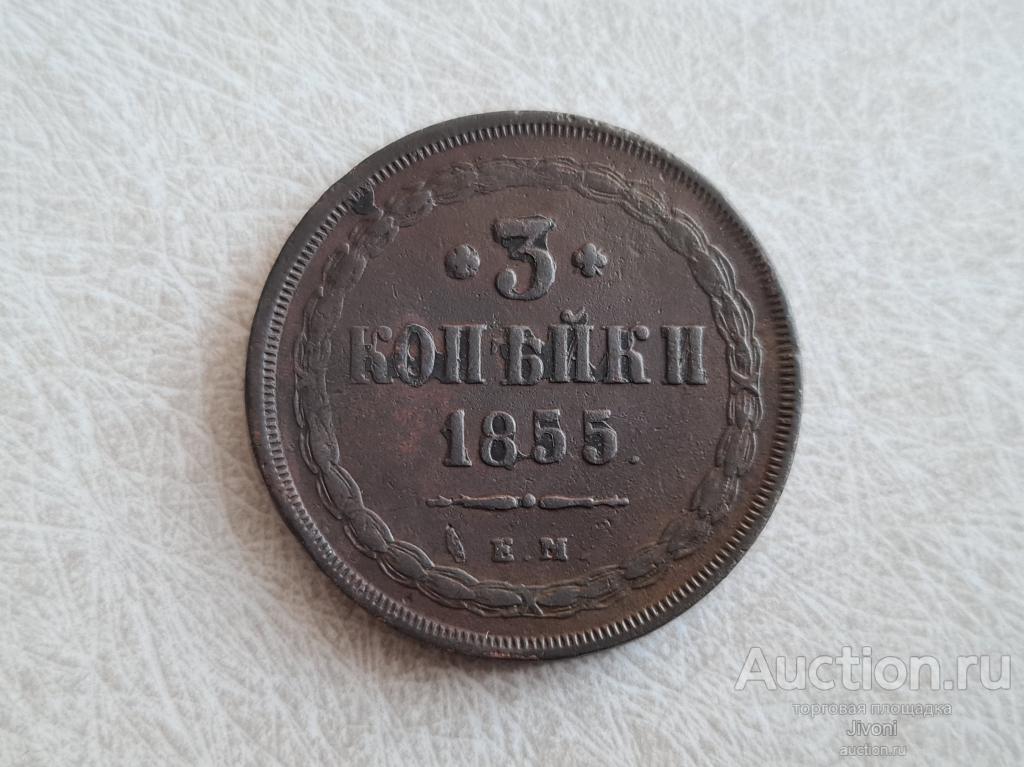 3
КОПѢЙКИ
1855.
Е.М.
Auction.ru
торговая площадка
Jivoni
auction.ru